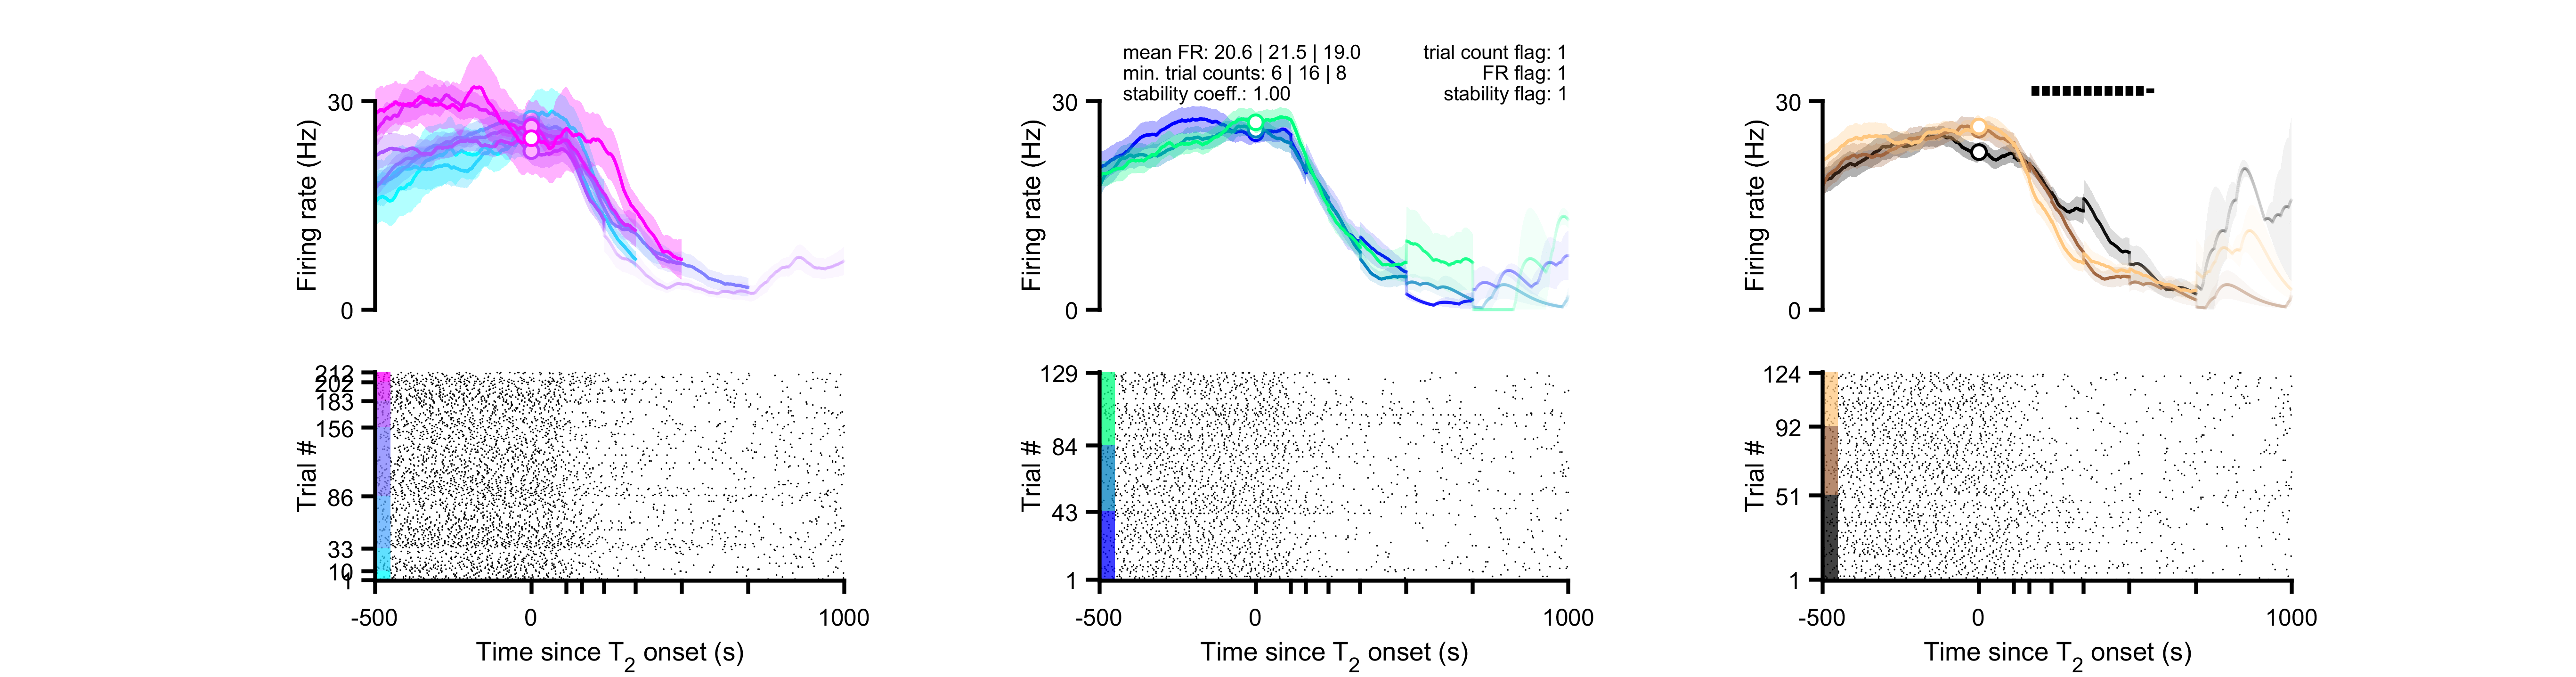 30
0
Firing rate (Hz)
212
202
183
156
86
33
10
1
Trial #
-500
0
1000
Time since T2 onset (s)
mean FR: 20.6 | 21.5 | 19.0
min. trial counts: 6 | 16 | 8
stability coeff.: 1.00
trial count flag: 1
FR flag: 1
stability flag: 1
30
0
Firing rate (Hz)
129
84
43
1
Trial #
-500
0
1000
Time since T2 onset (s)
30
0
Firing rate (Hz)
124
92
51
1
Trial #
-500
0
1000
Time since T2 onset (s)